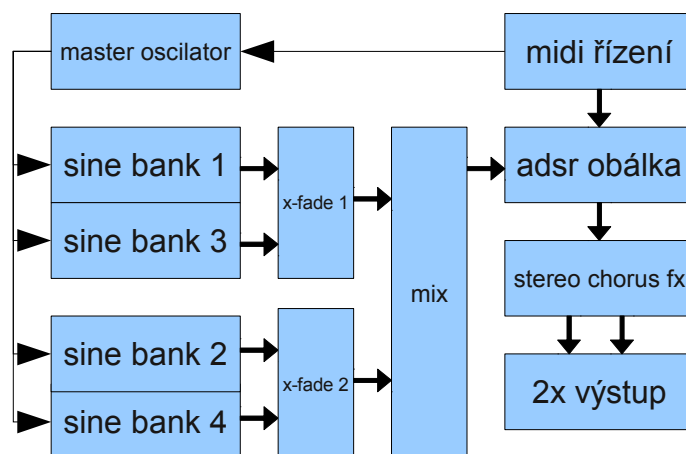 master oscilator
midi řízení
sine bank 1
x-fade 1
adsr obálka
sine bank 3
stereo chorus fx
mix
sine bank 2
x-fade 2
2x výstup
sine bank 4